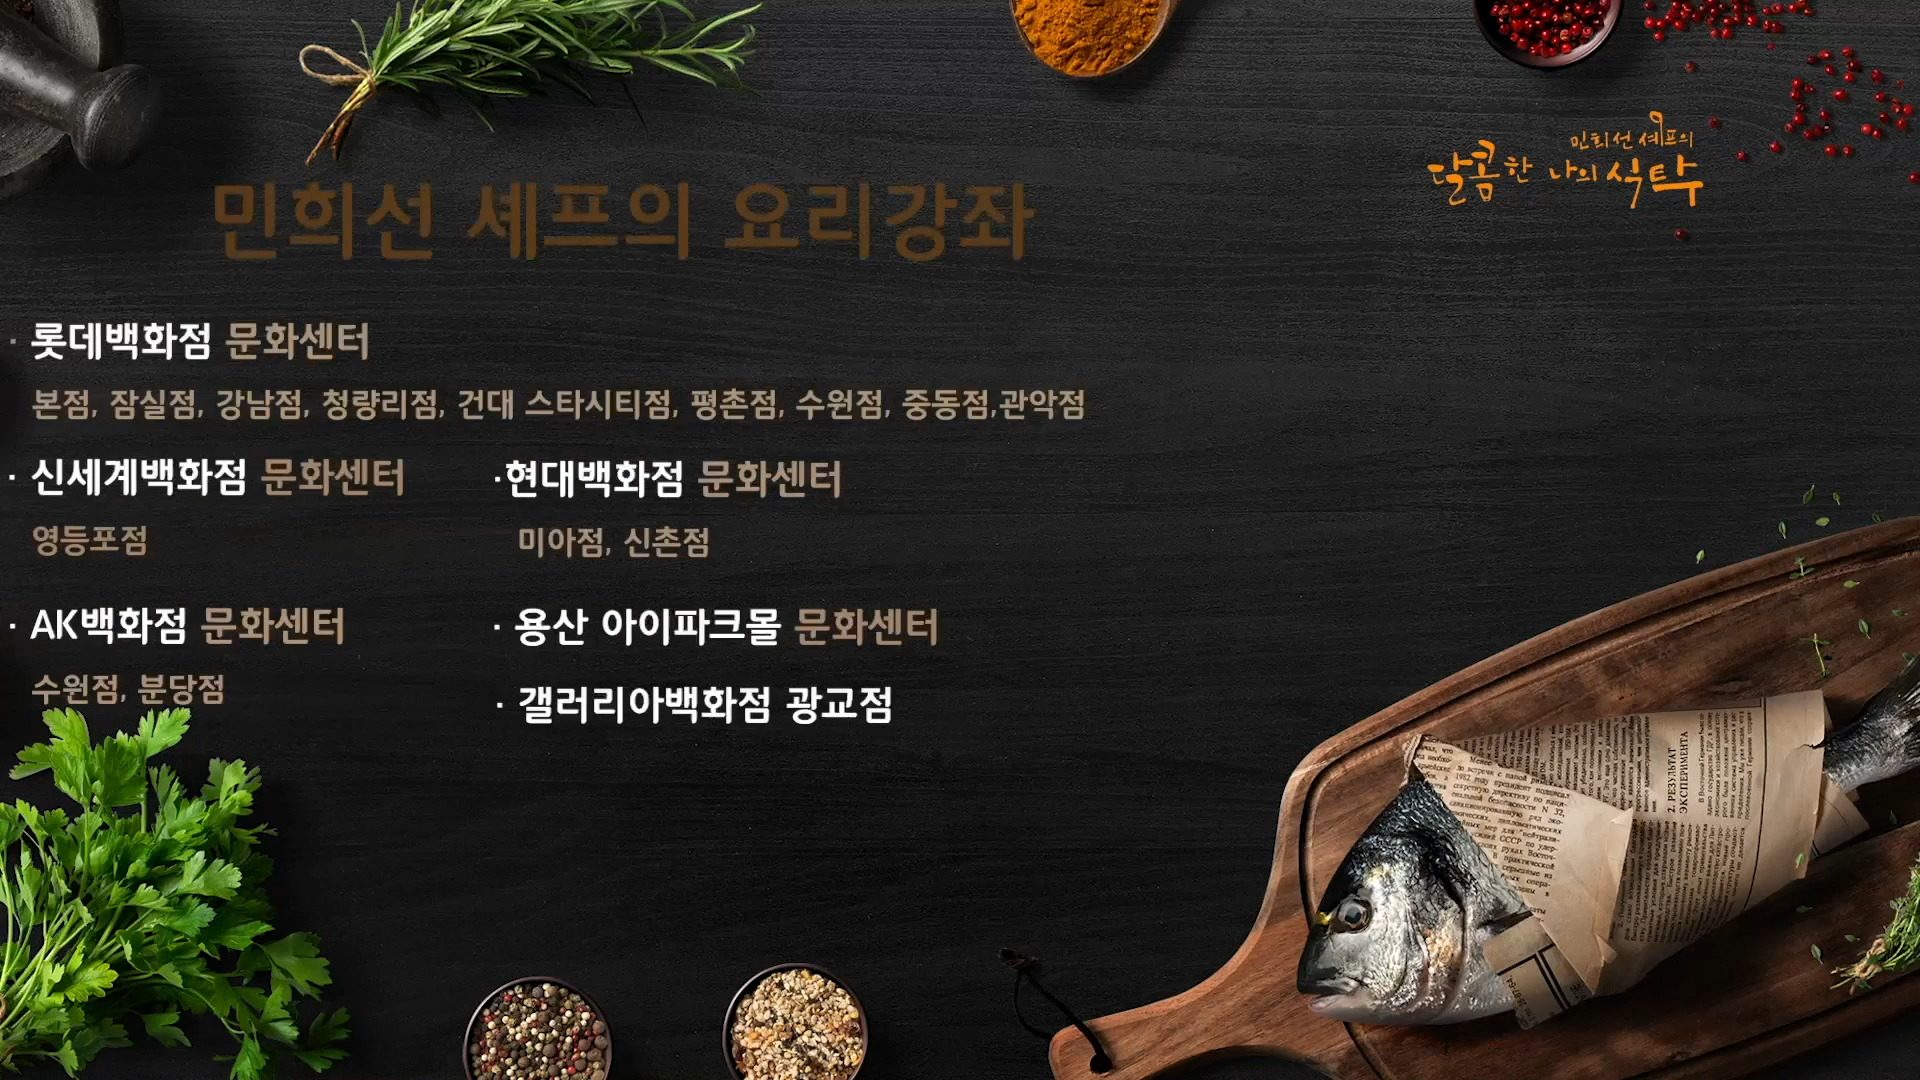 민희선 셰프의
달콤한 나의 식탁
민희선 셰프의 요리강좌
· 롯데백화점 문화센터
본점, 잠실점, 강남점, 청량리점, 건대 스타시티점, 평촌점, 수원점, 중동점,관악점
· 신세계백화점 문화센터
영등포점
·현대백화점 문화센터
미아점, 신촌점
· AK백화점 문화센터
수원점, 분당점
· 용산 아이파크몰 문화센터
· 갤러리아백화점 광교점
2. РЕЗУЛЬТАТ
ЭКСПЕРИМЕНТА